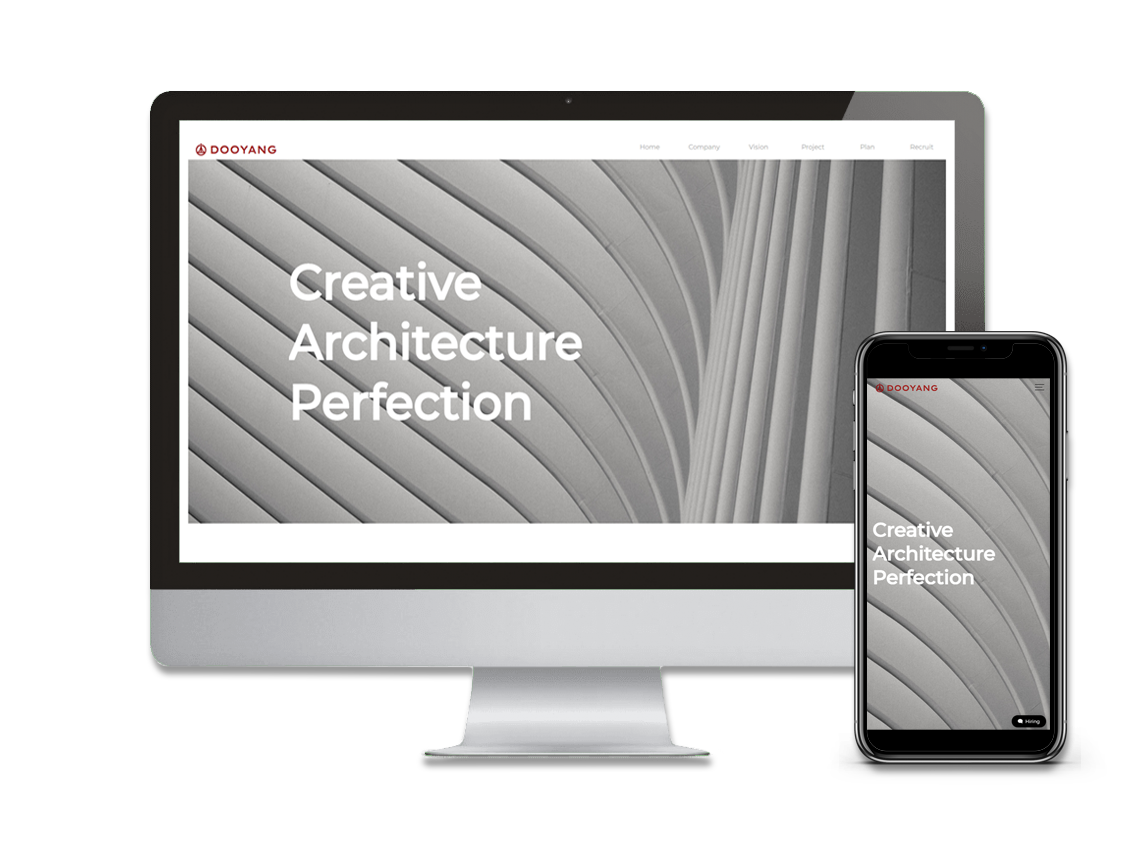 DOOYANG
Home Company Vision Project Plan Recruit
Creative
Architecture
Perfection
DOOYANG
Creative
Architecture
Perfection
Hiring